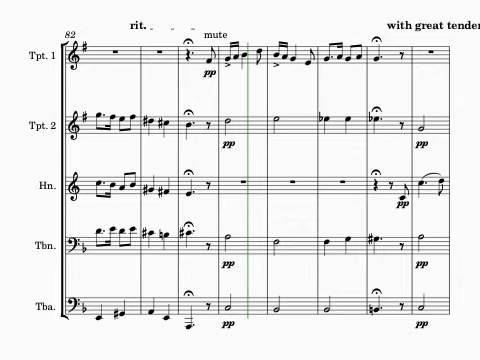 rit. with great tender
82 mute
Tpt. 1
pp
Tpt. 2
pp pp
Hn.
pp
Tbn.
pp pp
Tba.
pp pp